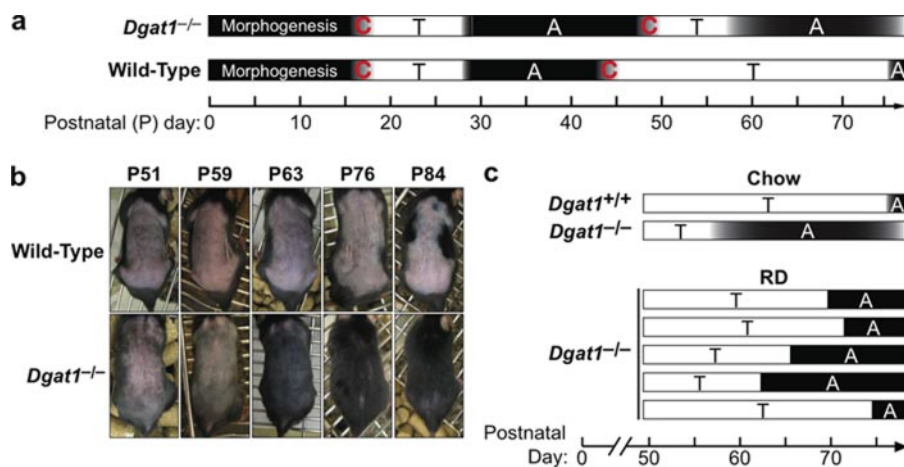 a
Dgat1–/– Morphogenesis C T A C T A
Wild-Type Morphogenesis C T A C T A
Postnatal (P) day: 0 10 20 30 40 50 60 70
b
P51 P59 P63 P76 P84
Wild-Type
Dgat1–/–
c
Chow
Dgat1+/+ T A
Dgat1–/– T A
RD
T A
T A
Dgat1–/– T A
T A
T A
Postnatal
Day: 0 50 60 70